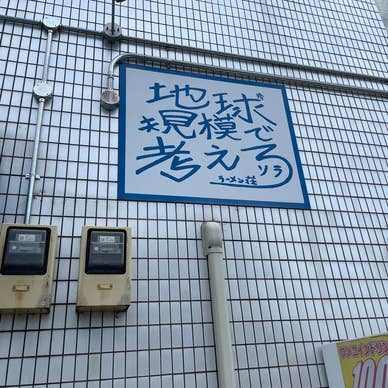 地球
規模で
考えろ
ソラ
ラーメン荘